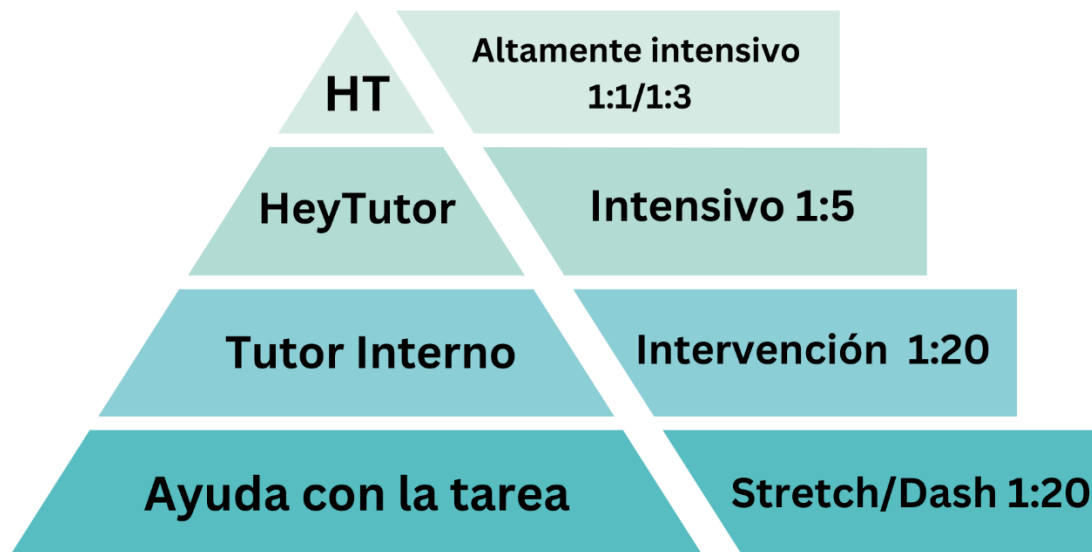 HT
Altamente intensivo
1:1/1:3
HeyTutor
Intensivo 1:5
Tutor Interno
Intervención 1:20
Ayuda con la tarea
Stretch/Dash 1:20